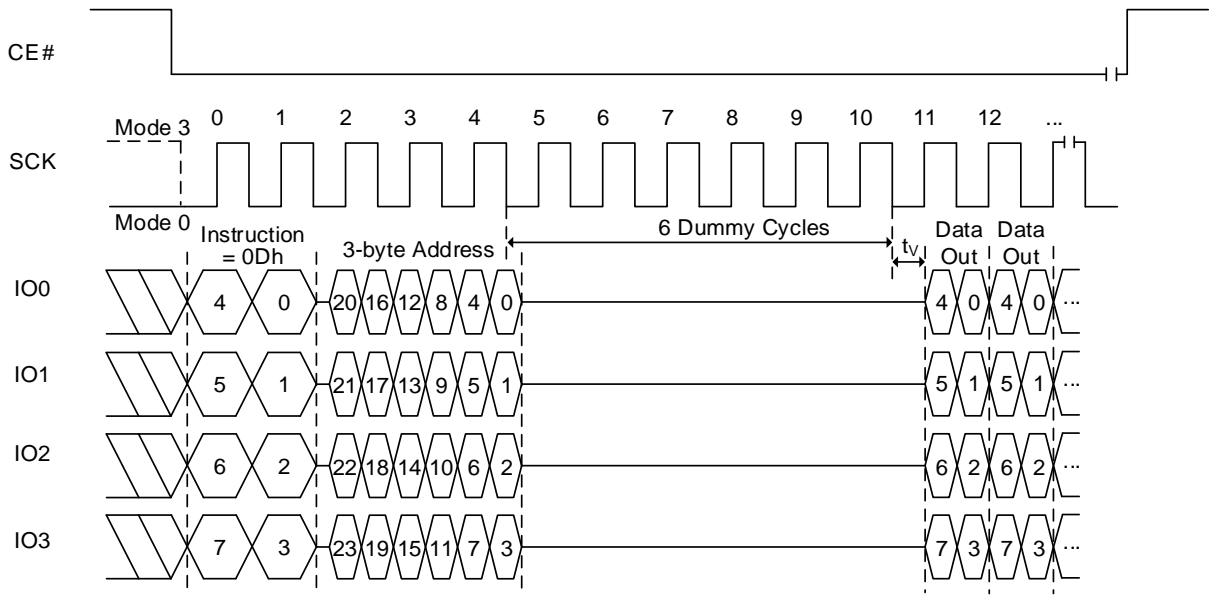 CE#
Mode 3
0 1 2 3 4 5 6 7 8 9 10 11 12 ...
SCK
Mode 0
Instruction
= 0Dh
3-byte Address
6 Dummy Cycles
tV
Data
Out
Data
Out
IO0
4 0 20 16 12 8 4 0 4 0 4 0 ...
IO1
5 1 21 17 13 9 5 1 5 1 5 1 ...
IO2
6 2 22 18 14 10 6 2 6 2 6 2 ...
IO3
7 3 23 19 15 11 7 3 7 3 7 3 ...